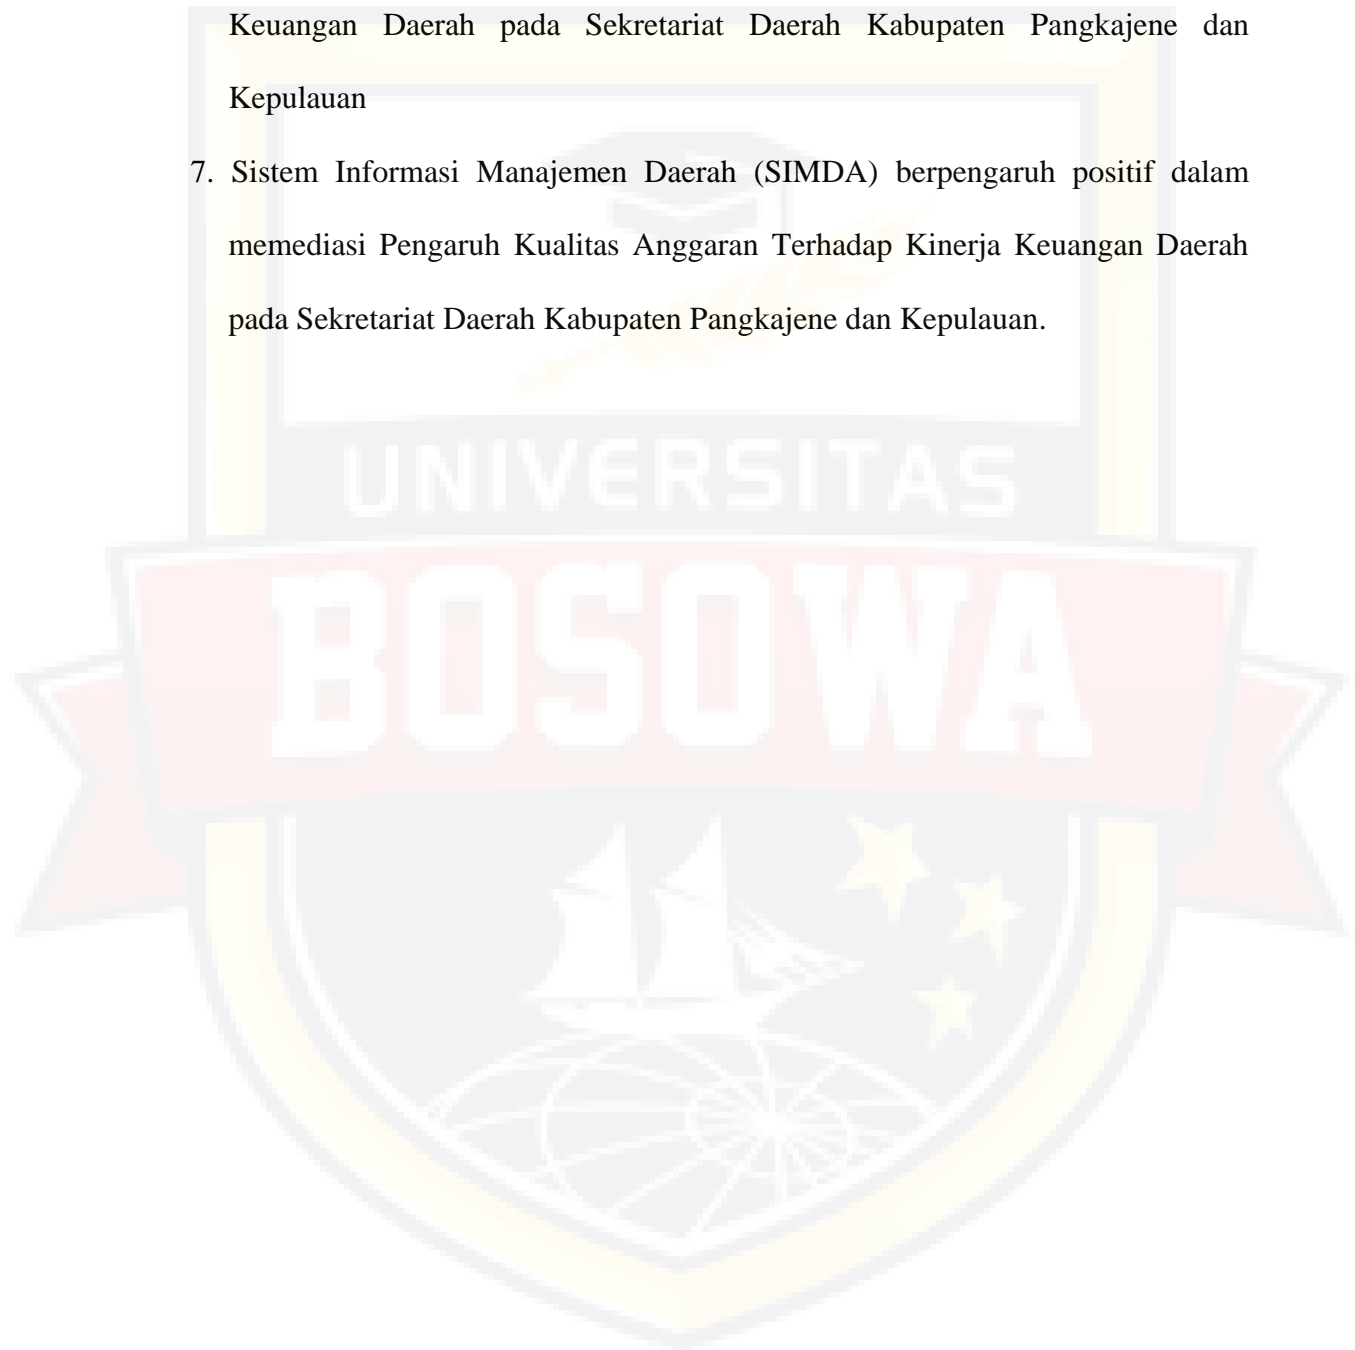 Keuangan Daerah pada Sekretariat Daerah Kabupaten Pangkajene dan
Kepulauan
7. Sistem Informasi Manajemen Daerah (SIMDA) berpengaruh positif dalam
memediasi Pengaruh Kualitas Anggaran Terhadap Kinerja Keuangan Daerah
pada Sekretariat Daerah Kabupaten Pangkajene dan Kepulauan.
UNIVERSITAS
BOSOWA